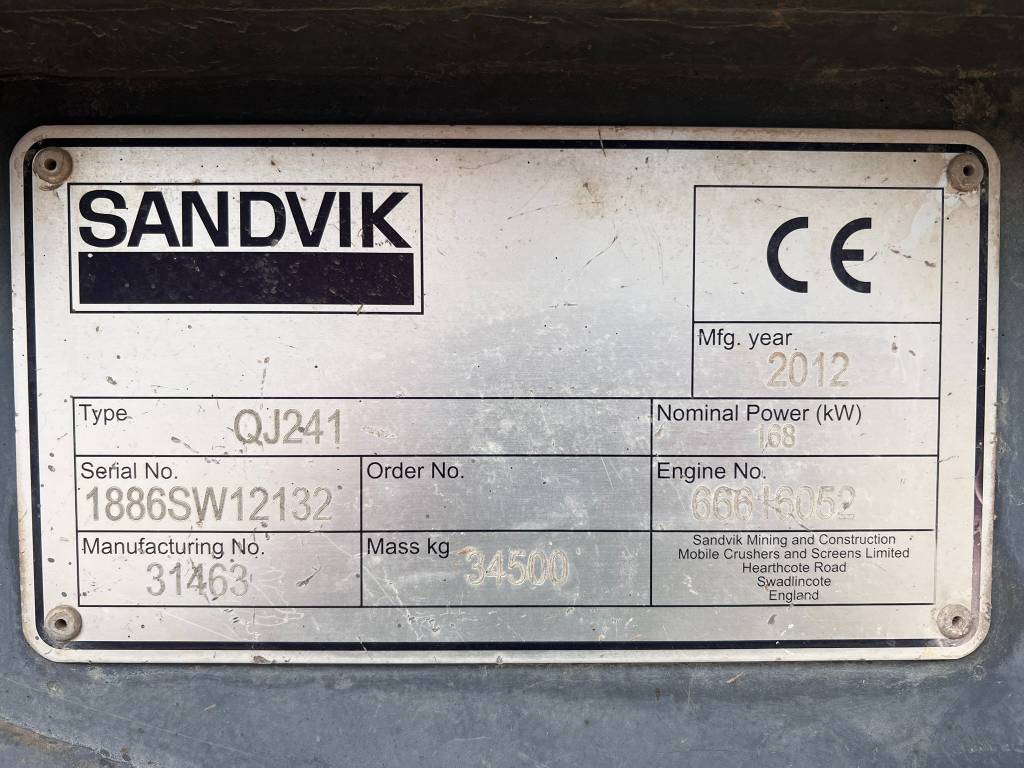 SANDVIK
CE
Mfg. year
2012
Type
QJ241
Nominal Power (kW)
168
Serial No.
1886SW12132
Order No.
Engine No.
66616052
Manufacturing No.
31463
Mass kg
34500
Sandvik Mining and Construction
Mobile Crushers and Screens Limited
Hearthcote Road
Swadlincote
England